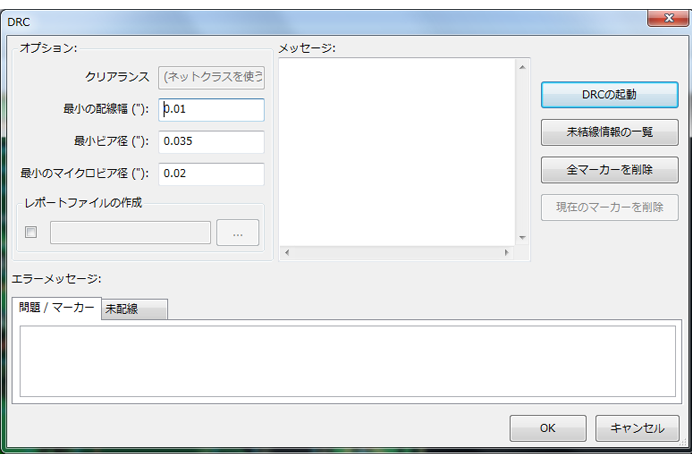 DRC
オプション:
クリアランス (ネットクラスを使う
最小の配線幅 ("): 0.01
最小ビア径 ("): 0.035
最小のマイクロビア径 ("): 0.02
レポートファイルの作成
...
メッセージ:
DRCの起動
未結線情報の一覧
全マーカーを削除
現在のマーカーを削除
エラーメッセージ:
問題 / マーカー 未配線
OK キャンセル